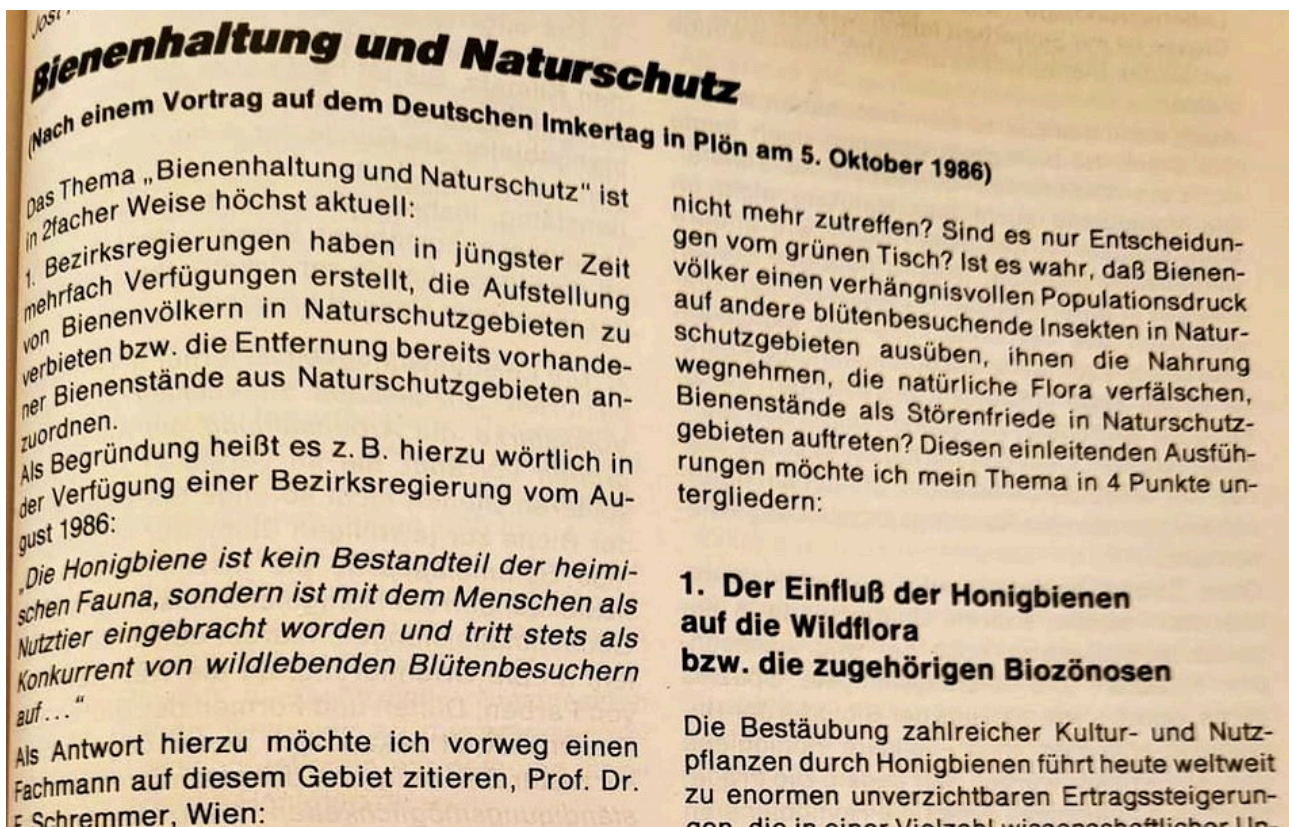 Bienenhaltung und Naturschutz
(Nach einem Vortrag auf dem Deutschen Imkertag in Plön am 5. Oktober 1986)
Das Thema „Bienenhaltung und Naturschutz“ ist
in 2facher Weise höchst aktuell:
1. Bezirksregierungen haben in jüngster Zeit
mehrfach Verfügungen erstellt, die Aufstellung
von Bienenvölkern in Naturschutzgebieten zu
verbieten bzw. die Entfernung bereits vorhande-
ner Bienenstände aus Naturschutzgebieten an-
zuordnen.
Als Begründung heißt es z. B. hierzu wörtlich in
der Verfügung einer Bezirksregierung vom Au-
gust 1986:
„Die Honigbiene ist kein Bestandteil der heimi-
schen Fauna, sondern ist mit dem Menschen als
Nutztier eingebracht worden und tritt stets als
Konkurrent von wildlebenden Blütenbesuchern
auf . . .“
Als Antwort hierzu möchte ich vorweg einen
Fachmann auf diesem Gebiet zitieren, Prof. Dr.
F. Schremmer, Wien:
nicht mehr zutreffen? Sind es nur Entscheidun-
gen vom grünen Tisch? Ist es wahr, daß Bienen-
völker einen verhängnisvollen Populationsdruck
auf andere blütenbesuchende Insekten in Natur-
schutzgebieten ausüben, ihnen die Nahrung
wegnehmen, die natürliche Flora verfälschen,
Bienenstände als Störenfriede in Naturschutz-
gebieten auftreten? Diesen einleitenden Ausfüh-
rungen möchte ich mein Thema in 4 Punkte un-
tergliedern:
1. Der Einfluß der Honigbienen
auf die Wildflora
bzw. die zugehörigen Biozönosen
Die Bestäubung zahlreicher Kultur- und Nutz-
pflanzen durch Honigbienen führt heute weltweit
zu enormen unverzichtbaren Ertragssteigerun-
gen, die in einer Vielzahl wissenschaftlicher Un-